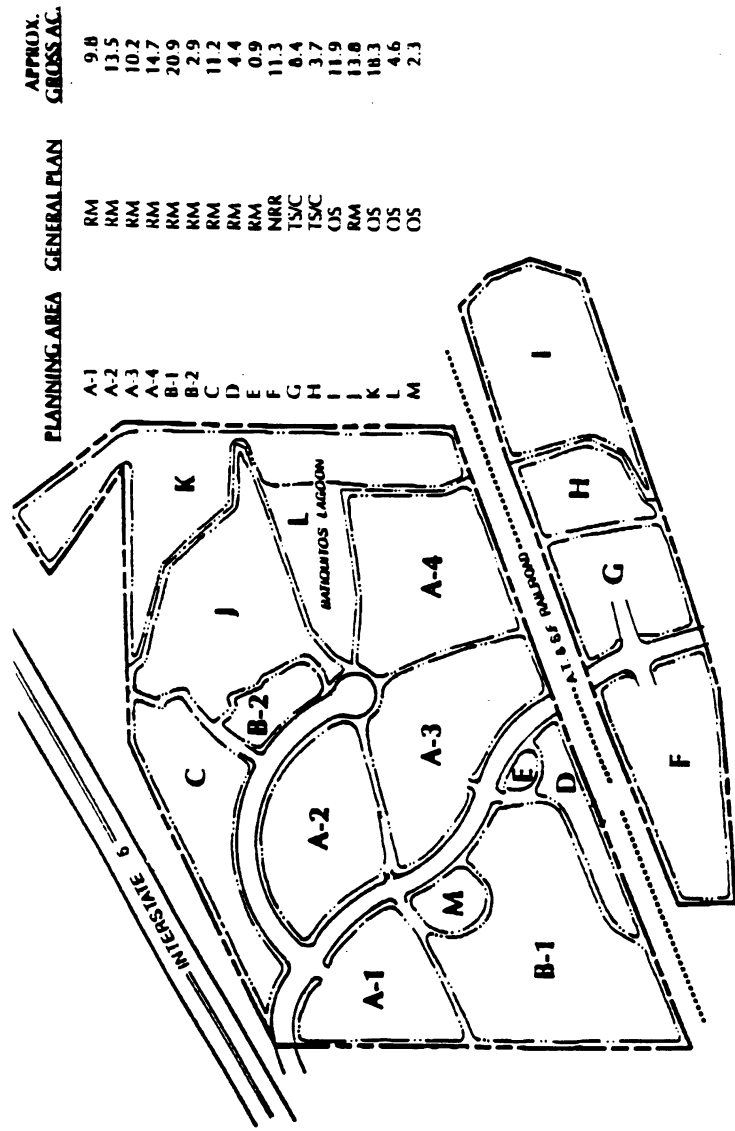 PLANNING AREA GENERAL PLAN APPROX. GROSS AC.
A-1 RM 9.8
A-2 RM 13.5
A-3 RM 10.2
A-4 RM 14.7
B-1 RM 20.9
B-2 RM 2.9
C RM 11.2
D RM 4.4
E RM 0.9
F NRR 11.3
G TS/C 8.4
H TS/C 3.7
I OS 11.9
J RM 13.8
K OS 18.3
L OS 4.6
M OS 2.3
INTERSTATE 5
C
B-2
J
K
L
BATIQUITOS LAGOON
A-1
A-2
A-3
A-4
M
B-1
E
D
A.T. & S.F. RAILROAD
F
G
H
I